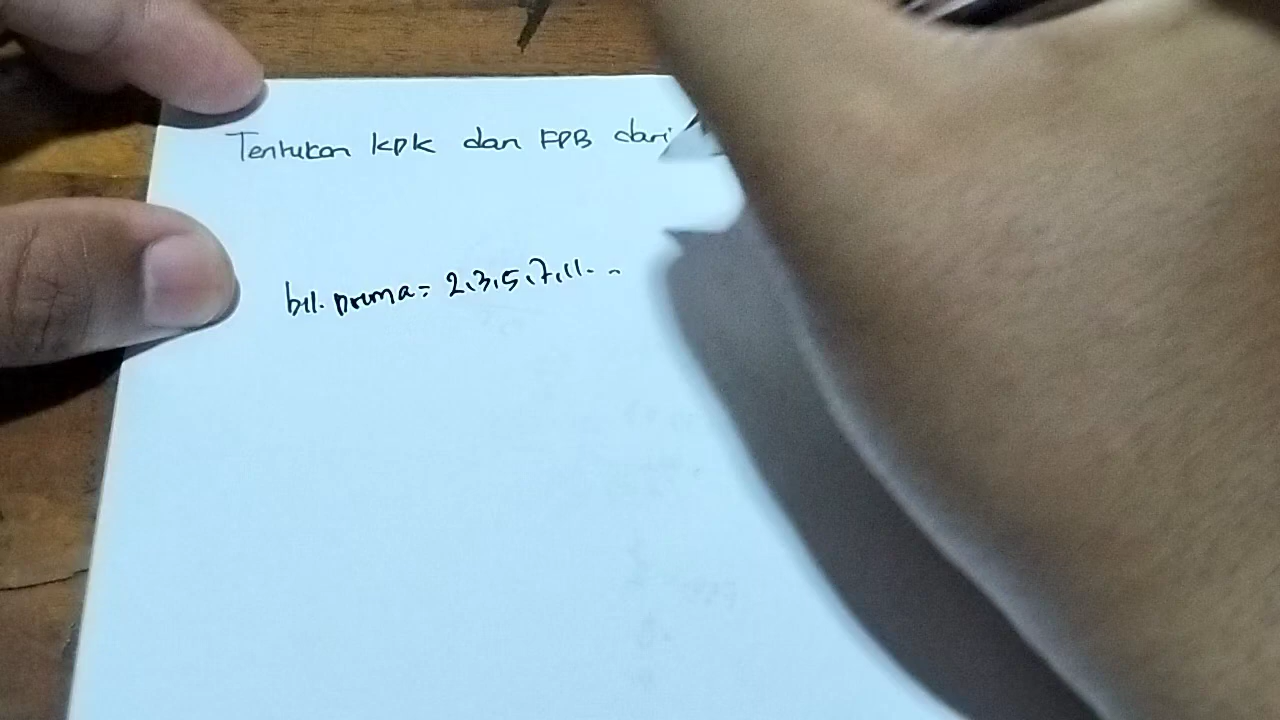 Tentukan KPK dan FPB dari
bil. prima = 2,3,5,7,11. -